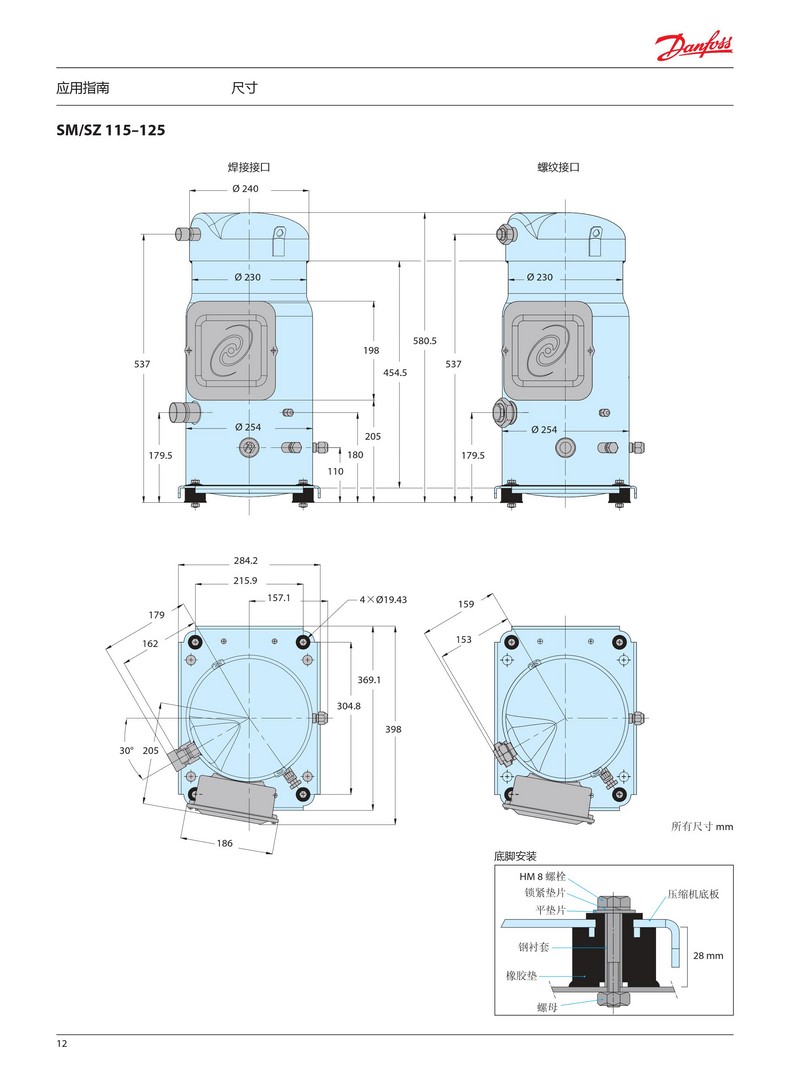 Danfoss
应用指南 尺寸
SM/SZ 115–125
焊接接口 螺纹接口
Ø 240
Ø 230 Ø 230
198
580.5
537 454.5 537
Ø 254 Ø 254
205
179.5 180 179.5
110
284.2
215.9
157.1 4×Ø19.43
179 159
162 153
369.1
304.8
398
30° 205
186
所有尺寸 mm
底脚安装
HM 8 螺栓
锁紧垫片 压缩机底板
平垫片
钢衬套
28 mm
橡胶垫
螺母
12